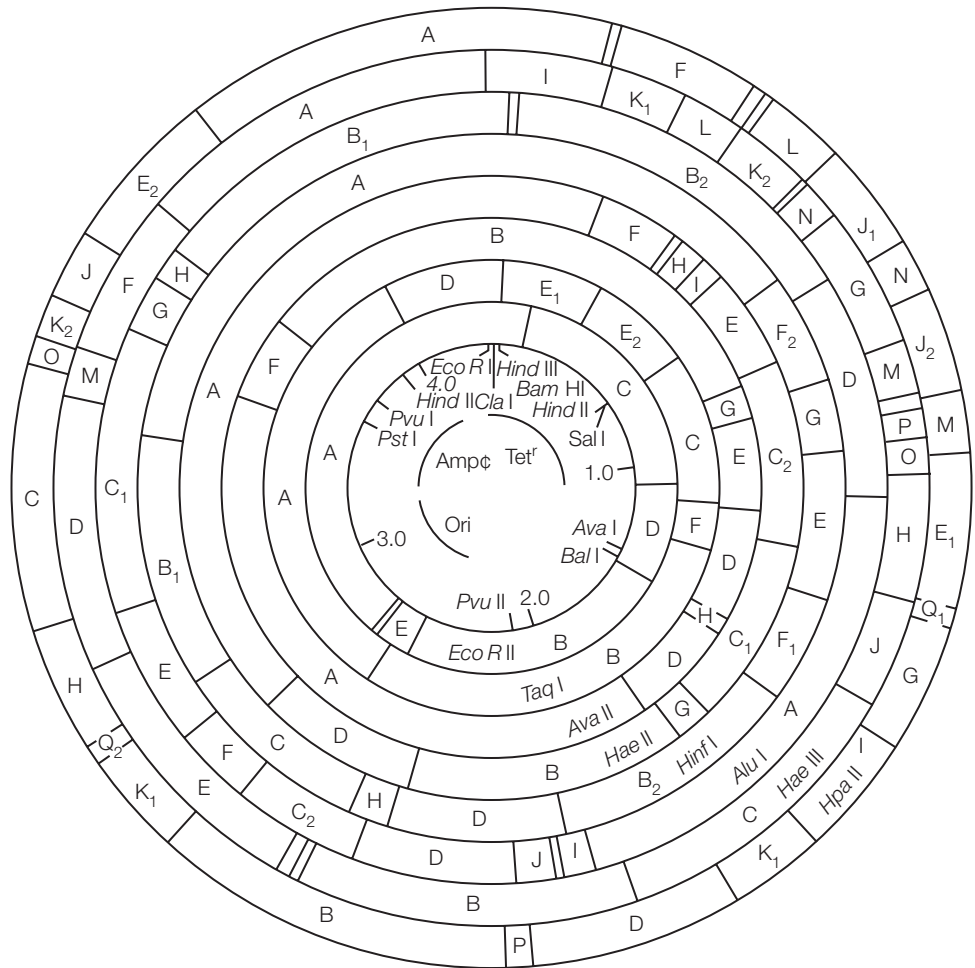 A
F
L
J₁
N
J₂
M
E₁
Q₁
G
I
Hpa II
K₁
D
P
B
K₁
Q₂
H
C
O
K₂
J
E₂
A
I
K₁
L
K₂
N
G
M
P
O
H
J
Hae III
C
B
E
D
M
F
B₁
B₂
D
A
Alu I
I
J
D
C₂
F
E
C₁
G
H
A
F₂
G
E
F₁
Hinf I
B₂
D
H
C
B₁
F
H
I
E
C₂
C₁
G
Hae II
B
D
A
B
G
E
D
H
D
Ava II
A
F
D
E₁
E₂
C
F
B
Taq I
A
C
D
B
Eco R II
E
A
Eco R I
Hind III
4.0
Bam HI
Hind II
Cla I
Hind II
Pvu I
Sal I
Pst I
Amp¢
Tetʳ
1.0
Ori
Ava I
3.0
Bal I
Pvu II
2.0